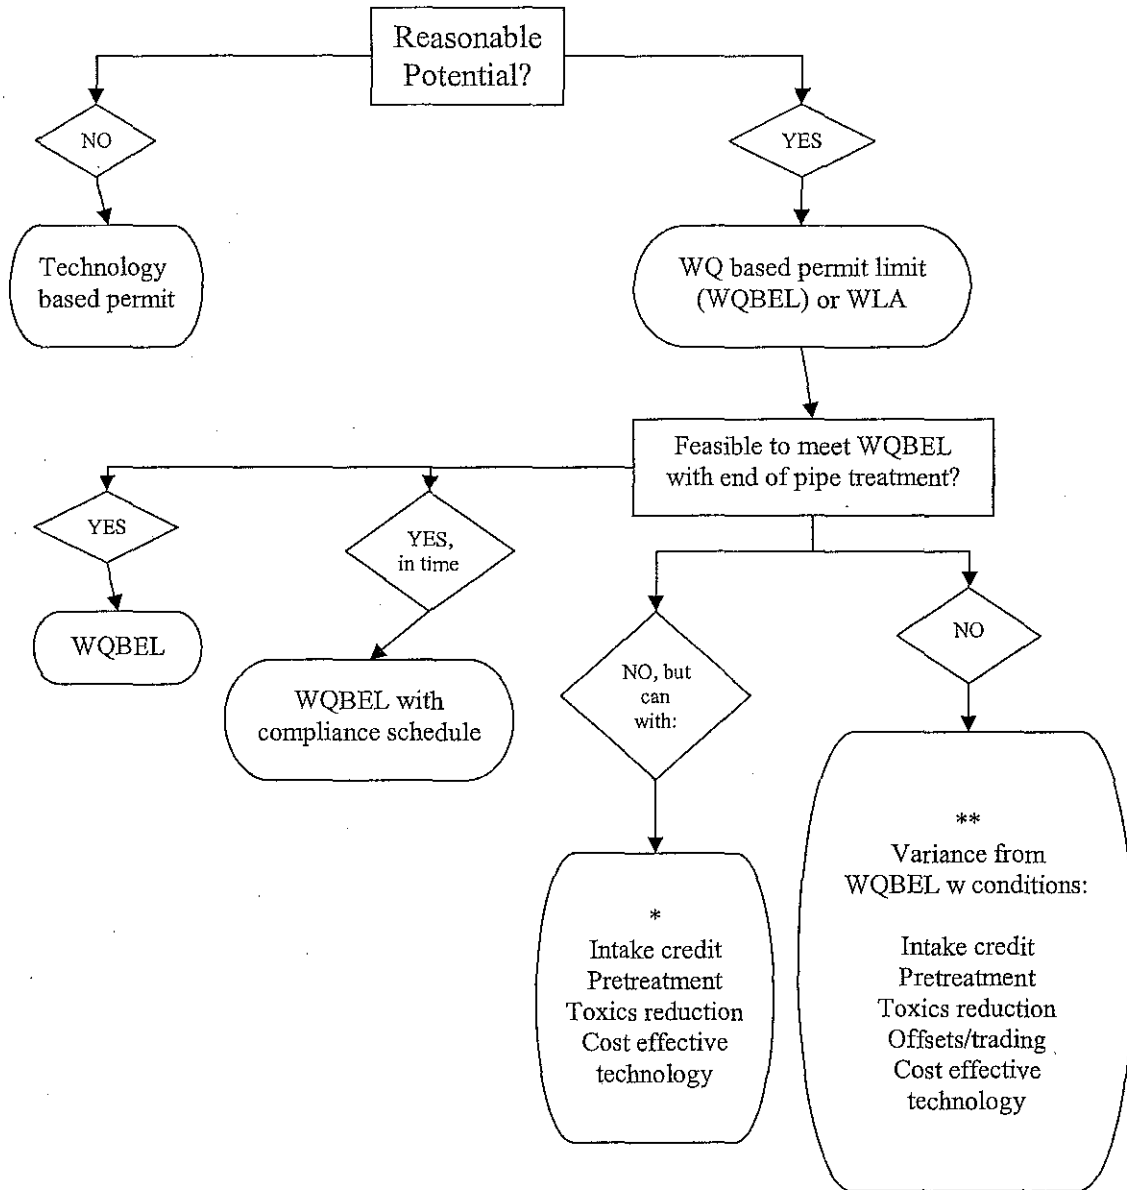 Reasonable
Potential?
NO
YES
Technology
based permit
WQ based permit limit
(WQBEL) or WLA
Feasible to meet WQBEL
with end of pipe treatment?
YES
YES,
in time
NO, but
can
with:
NO
WQBEL
WQBEL with
compliance schedule
*
Intake credit
Pretreatment
Toxics reduction
Cost effective
technology
**
Variance from
WQBEL w conditions:
Intake credit
Pretreatment
Toxics reduction
Offsets/trading
Cost effective
technology